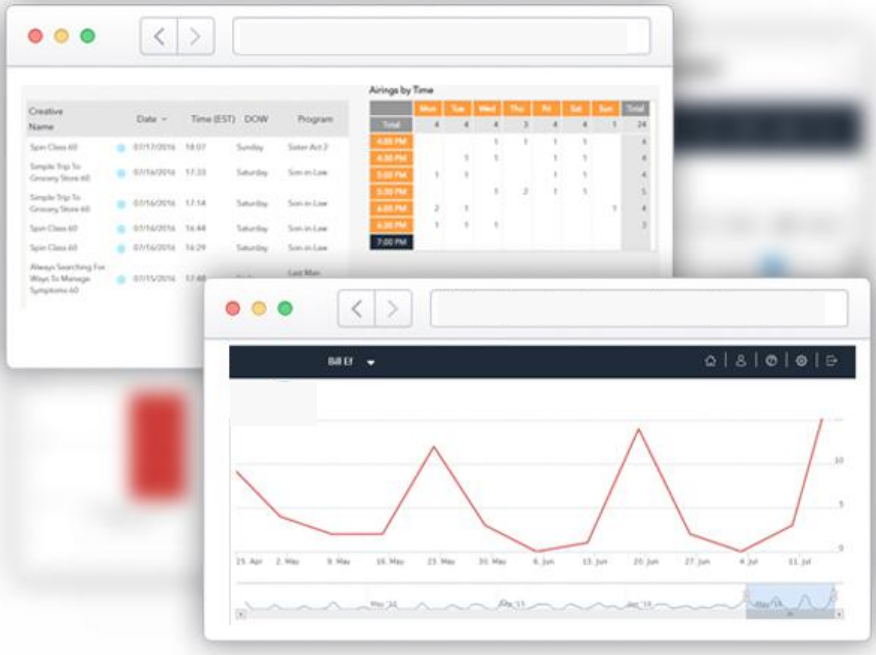 Airings by Time
Creative Name Date Time (EST) DOW Program
Spin Class 60 07/17/2016 18:07 Sunday Sister Act 2
Simple Trip To
Grocery Store 60 07/16/2016 17:33 Saturday Son-in-Law
Simple Trip To
Grocery Store 60 07/16/2016 17:14 Saturday Son-in-Law
Spin Class 60 07/16/2016 16:44 Saturday Son-in-Law
Spin Class 60 07/16/2016 16:29 Saturday Son-in-Law
Always Searching For
Ways To Manage
Symptoms 60 07/15/2016 17:48 Last Man
Mon Tue Wed Thu Fri Sat Sun Total
Total 4 4 4 3 4 4 1 24
4:00 PM 1 1 1 1 4
4:30 PM 1 1 1 1 4
5:00 PM 1 1 1 1 4
5:30 PM 1 2 1 1 5
6:00 PM 2 1 1 4
6:30 PM 1 1 1 3
7:00 PM
Bill Ef
10
5
0
25. Apr 2. May 9. May 16. May 23. May 30. May 6. Jun 13. Jun 20. Jun 27. Jun 4. Jul 11. Jul